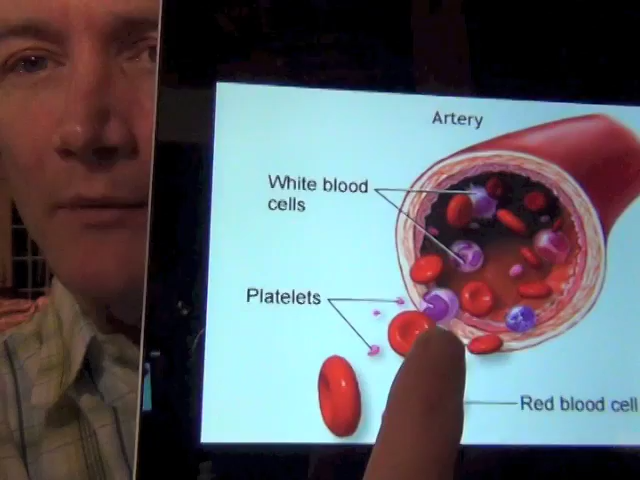 Artery
White blood
cells
Platelets
Red blood cell